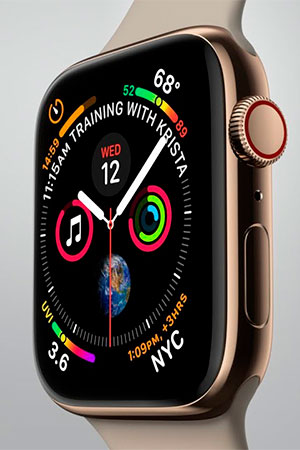 68°
52
89
14:59
11:15AM TRAINING WITH KRISTA
WED
12
UVI
3.6
1:09PM, +3HRS
NYC